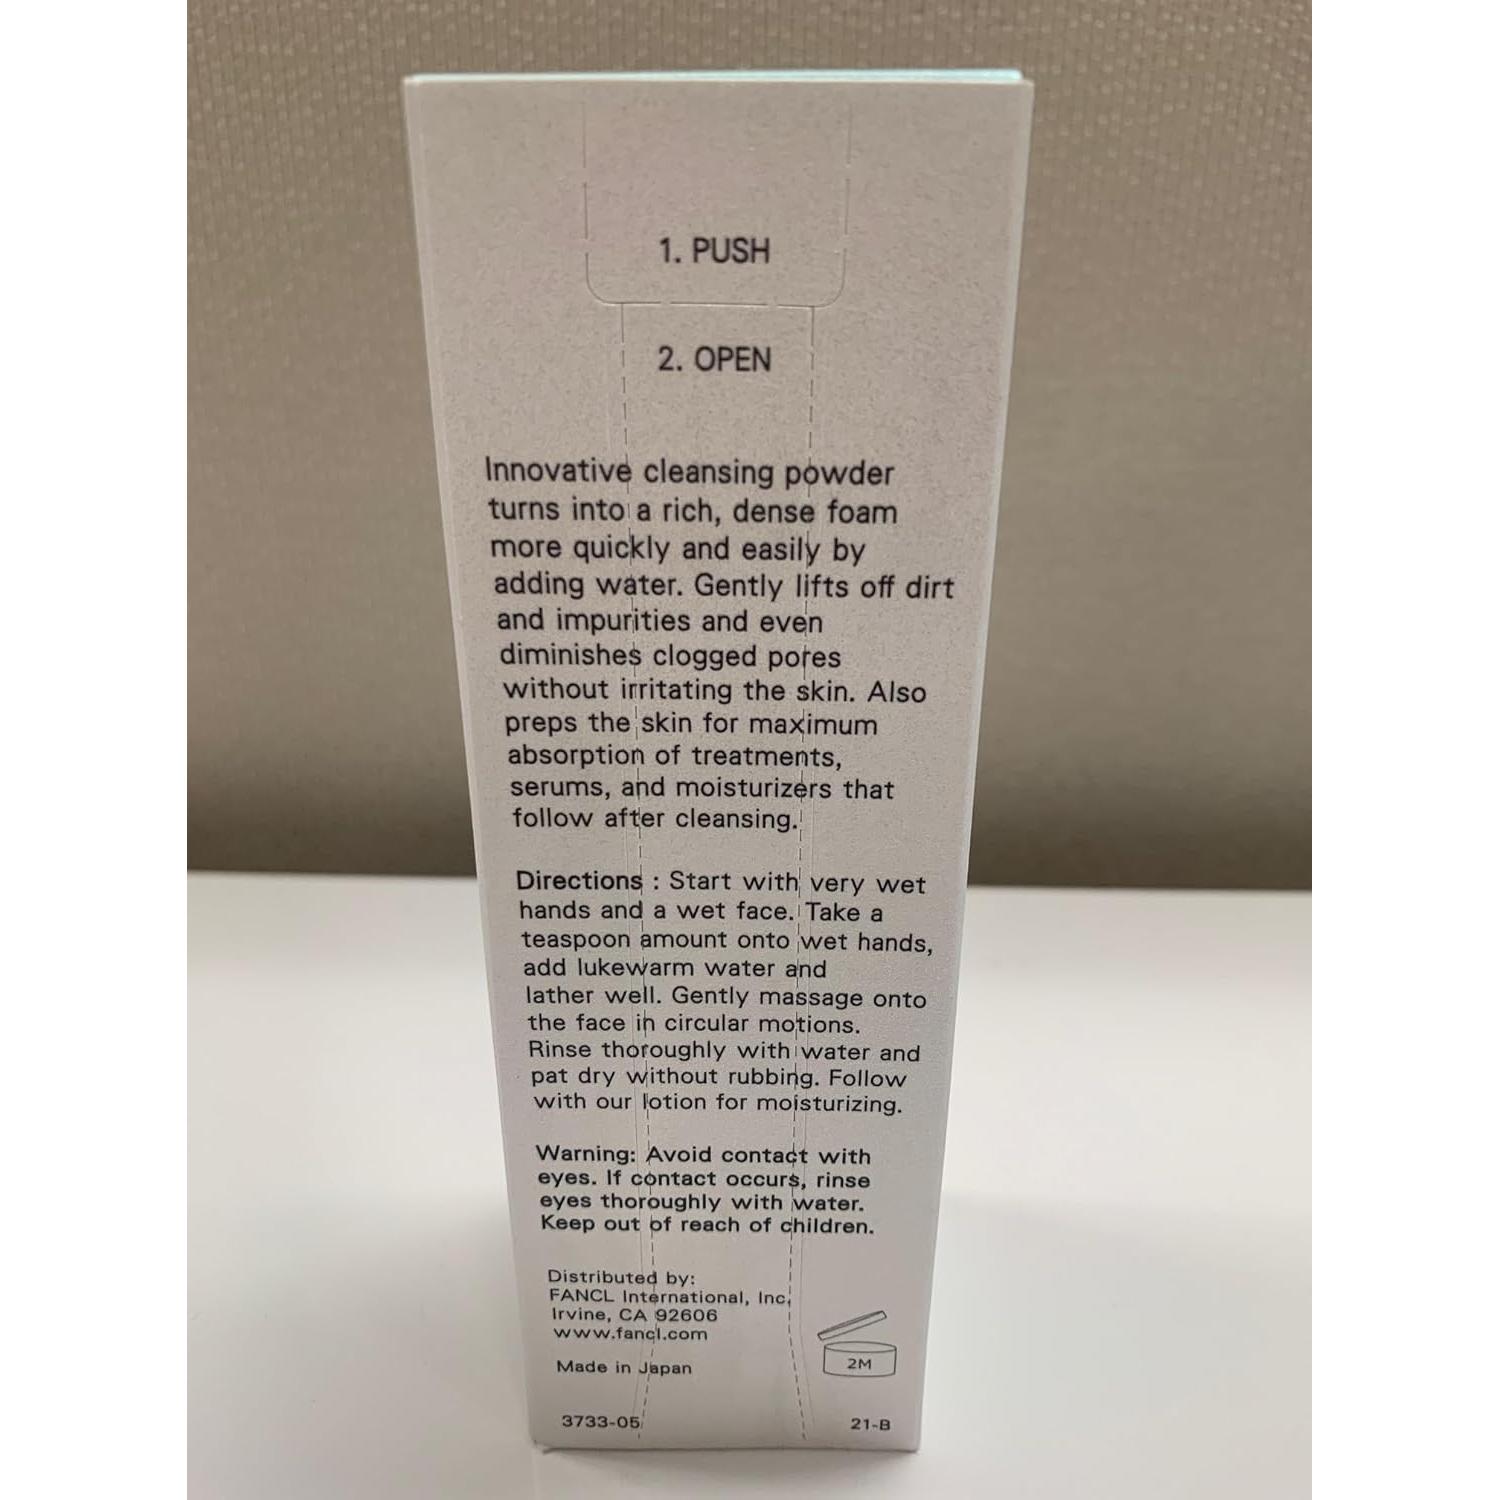 1. PUSH
2. OPEN
Innovative cleansing powder
turns into a rich, dense foam
more quickly and easily by
adding water. Gently lifts off dirt
and impurities and even
diminishes clogged pores
without irritating the skin. Also
preps the skin for maximum
absorption of treatments,
serums, and moisturizers that
follow after cleansing.
Directions : Start with very wet
hands and a wet face. Take a
teaspoon amount onto wet hands,
add lukewarm water and
lather well. Gently massage onto
the face in circular motions.
Rinse thoroughly with water and
pat dry without rubbing. Follow
with our lotion for moisturizing.
Warning: Avoid contact with
eyes. If contact occurs, rinse
eyes thoroughly with water.
Keep out of reach of children.
Distributed by:
FANCL International, Inc.
Irvine, CA 92606
www.fancl.com
Made in Japan
2M
3733-05
21-B